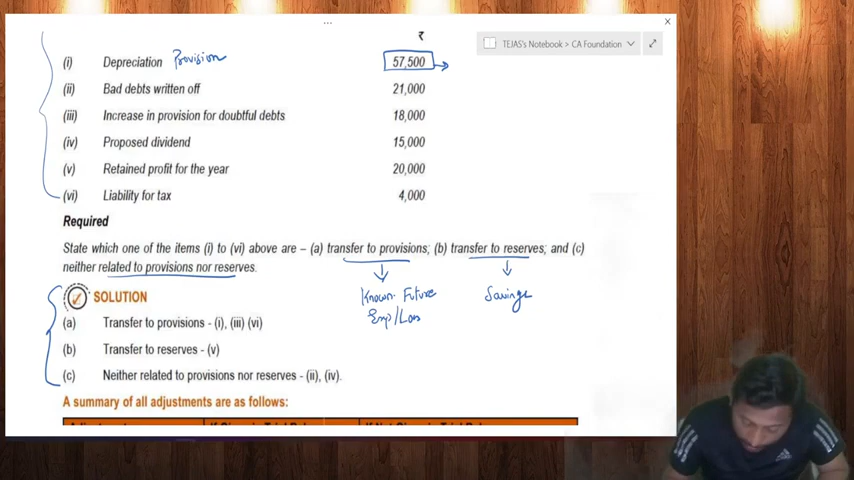 ...
×
₹
TEJAS's Notebook > CA Foundation
(i) Depreciation Provision 57,500
(ii) Bad debts written off 21,000
(iii) Increase in provision for doubtful debts 18,000
(iv) Proposed dividend 15,000
(v) Retained profit for the year 20,000
(vi) Liability for tax 4,000
Required
State which one of the items (i) to (vi) above are – (a) transfer to provisions; (b) transfer to reserves; and (c)
neither related to provisions nor reserves.
Known Future
Exp/Loss
Savings
SOLUTION
(a) Transfer to provisions - (i), (iii) (vi)
(b) Transfer to reserves - (v)
(c) Neither related to provisions nor reserves - (ii), (iv).
A summary of all adjustments are as follows:
adidas